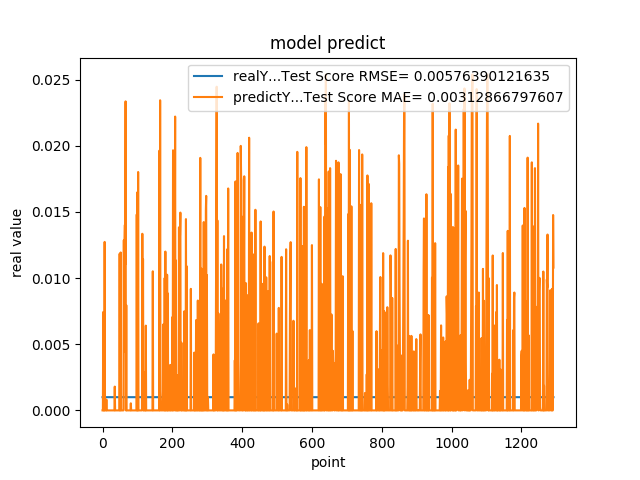 model predict
realY...Test Score RMSE= 0.00576390121635
predictY...Test Score MAE= 0.00312866797607
real value
0.025
0.020
0.015
0.010
0.005
0.000
0 200 400 600 800 1000 1200
point